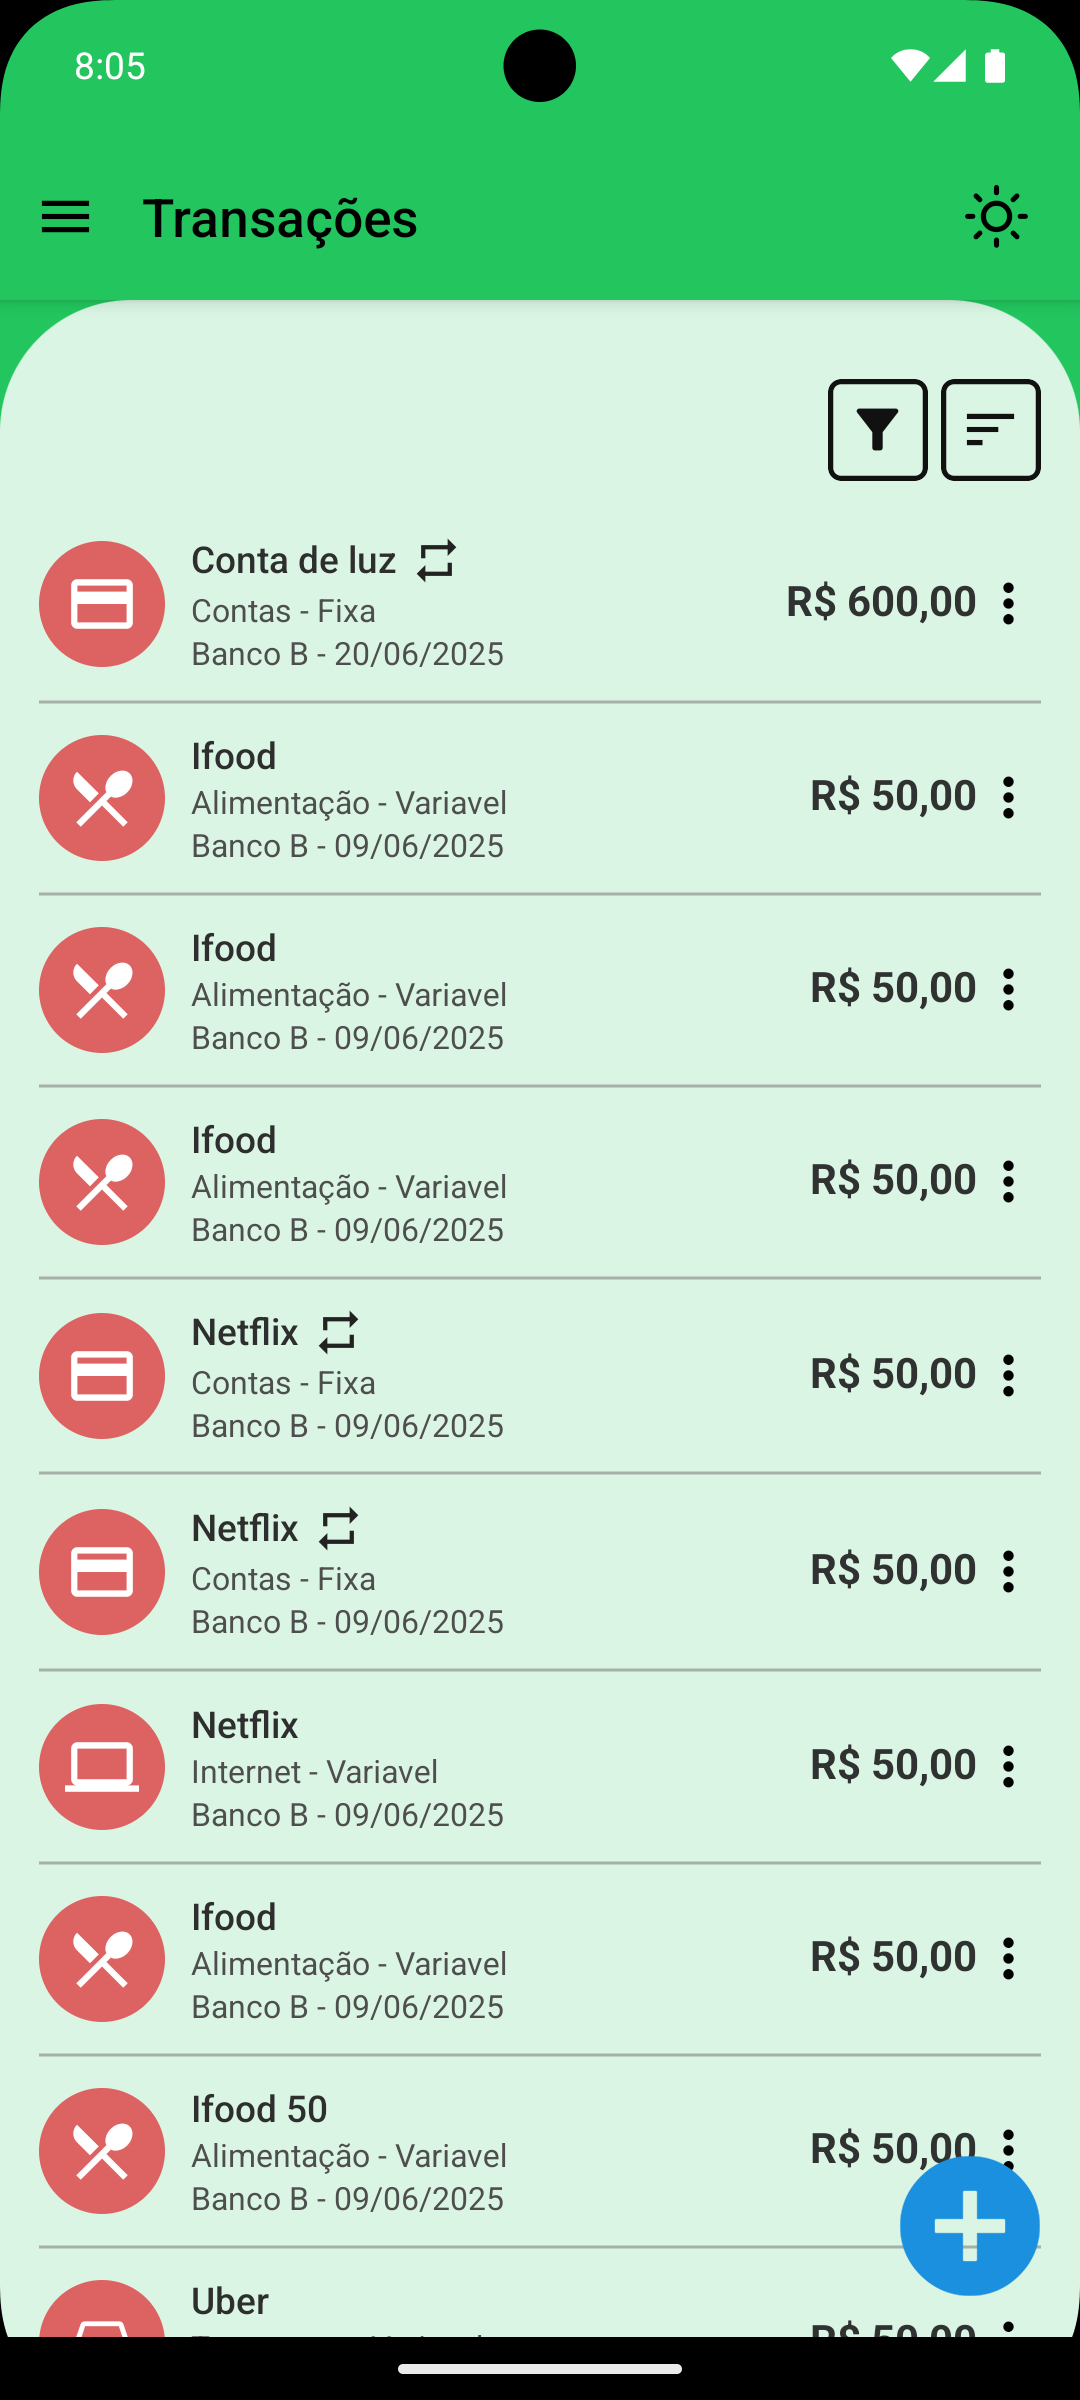 8:05
Transações
Conta de luz
Contas - Fixa
Banco B - 20/06/2025
R$ 600,00
Ifood
Alimentação - Variavel
Banco B - 09/06/2025
R$ 50,00
Ifood
Alimentação - Variavel
Banco B - 09/06/2025
R$ 50,00
Ifood
Alimentação - Variavel
Banco B - 09/06/2025
R$ 50,00
Netflix
Contas - Fixa
Banco B - 09/06/2025
R$ 50,00
Netflix
Contas - Fixa
Banco B - 09/06/2025
R$ 50,00
Netflix
Internet - Variavel
Banco B - 09/06/2025
R$ 50,00
Ifood
Alimentação - Variavel
Banco B - 09/06/2025
R$ 50,00
Ifood 50
Alimentação - Variavel
Banco B - 09/06/2025
R$ 50,00
Uber
R$ 50,00